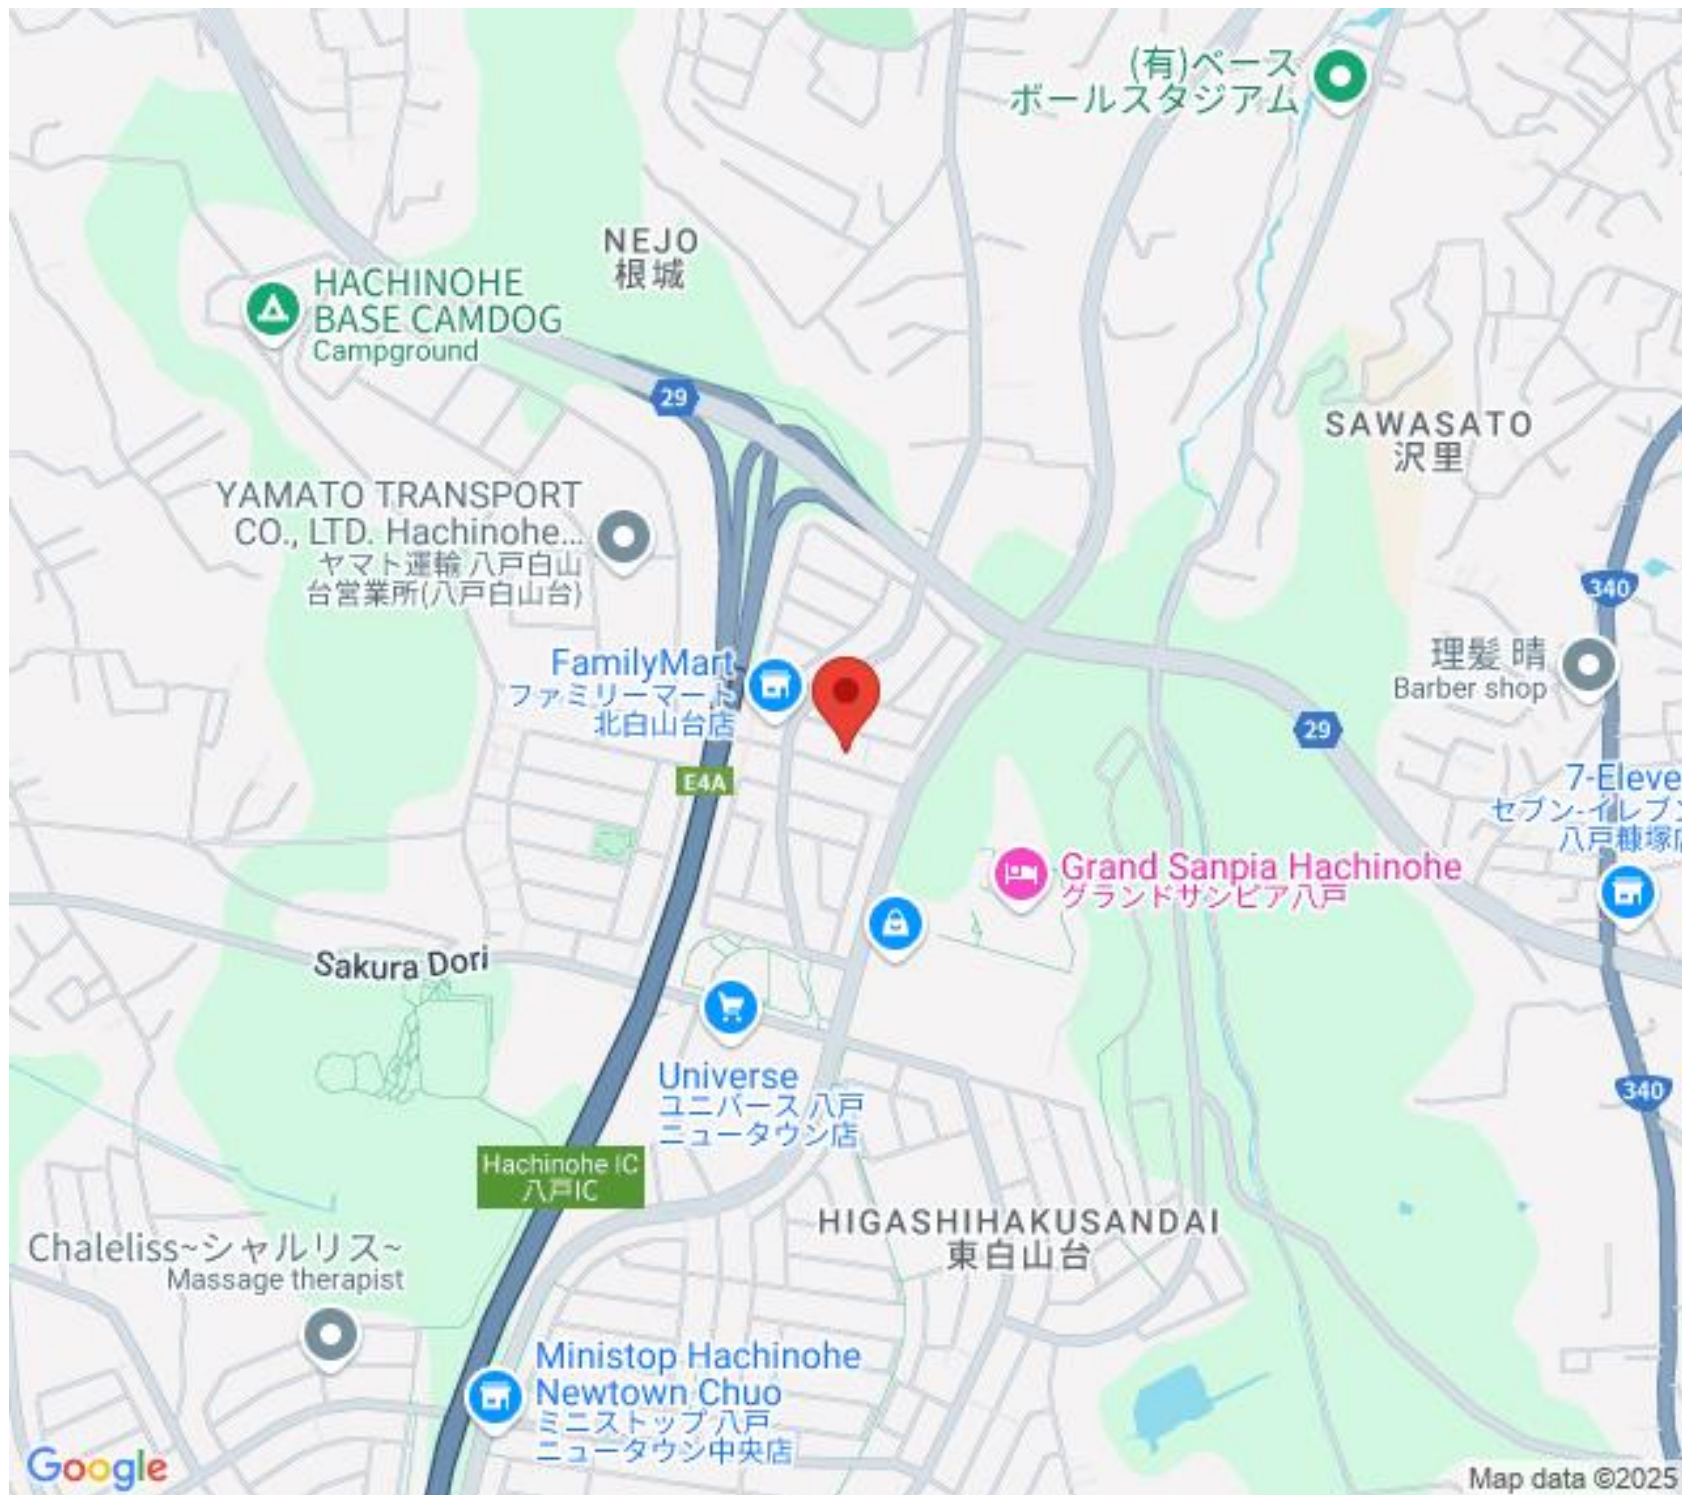 (有)ベース
ボールスタジアム
NEJO
根城
HACHINOHE
BASE CAMDOG
Campground
29
SAWASATO
沢里
YAMATO TRANSPORT
CO., LTD. Hachinohe...
ヤマト運輸 八戸白山
台営業所(八戸白山台)
340
FamilyMart
ファミリーマート
北白山台店
理髪 晴
Barber shop
29
E4A
7-Eleve
セブン-イレブン
八戸糠塚店
Grand Sanpia Hachinohe
グランドサンピア八戸
Sakura Dori
Universe
ユニバース 八戸
ニュータウン店
340
Hachinohe IC
八戸IC
HIGASHIHAKUSANDAI
東白山台
Chaleliss~シャルリス~
Massage therapist
Ministop Hachinohe
Newtown Chuo
ミニストップ 八戸
ニュータウン中央店
Google
Map data ©2025